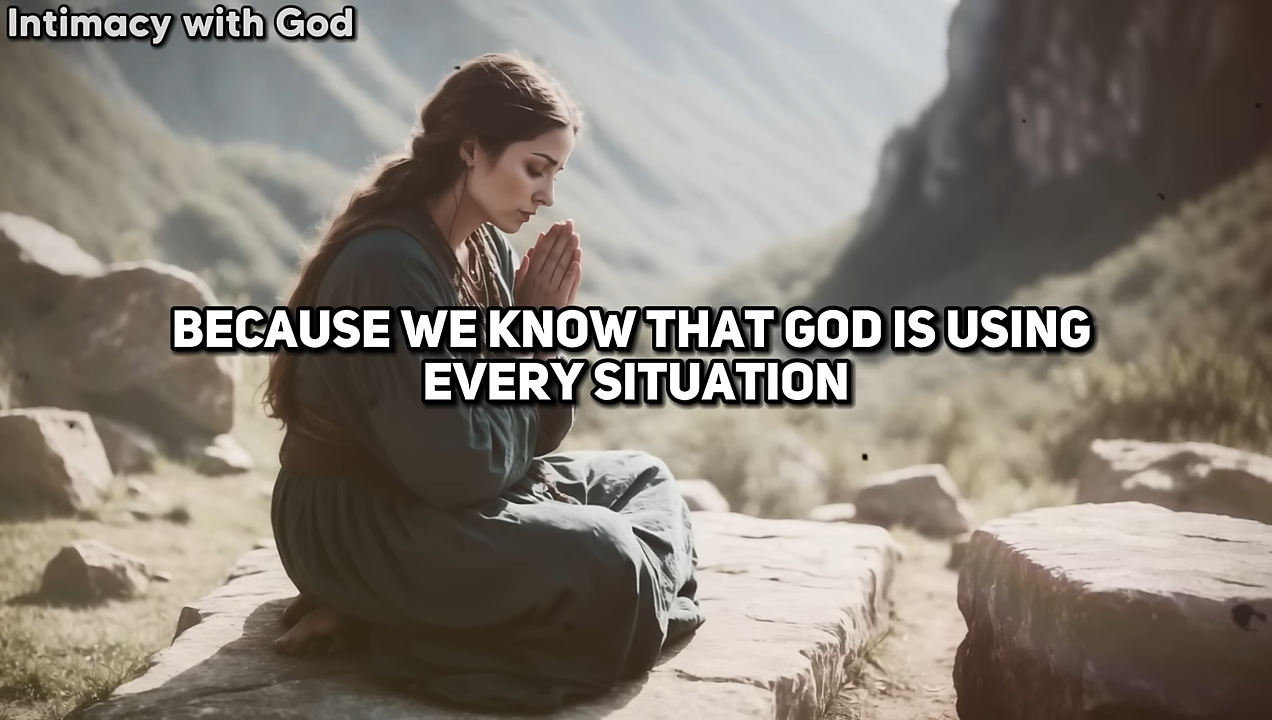 Intimacy with God
BECAUSE WE KNOW THAT GOD IS USING
EVERY SITUATION